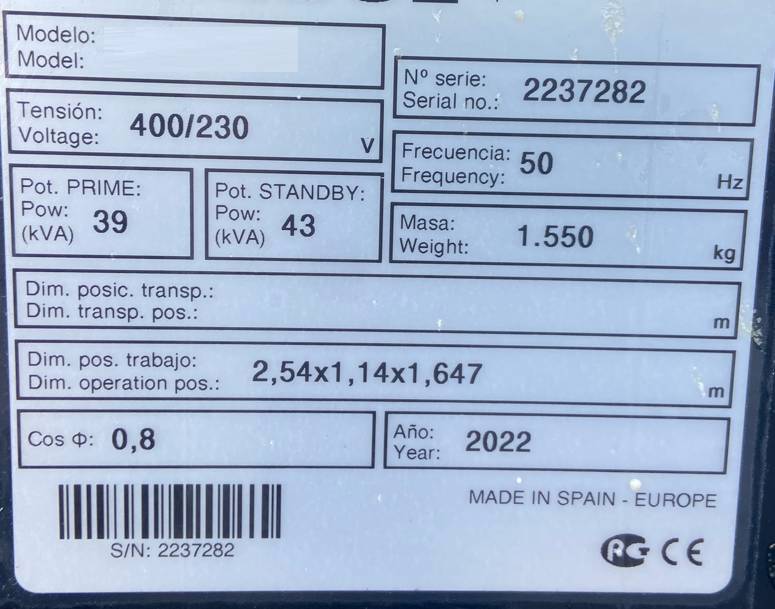 Modelo:
Model:
Nº serie:
Serial no.: 2237282
Tensión:
Voltage: 400/230 V
Frecuencia:
Frequency: 50 Hz
Pot. PRIME:
Pow: 39
(kVA)
Pot. STANDBY:
Pow: 43
(kVA)
Masa:
Weight: 1.550 kg
Dim. posic. transp.:
Dim. transp. pos.: m
Dim. pos. trabajo:
Dim. operation pos.: 2,54x1,14x1,647 m
Cos Φ: 0,8
Año:
Year: 2022
MADE IN SPAIN - EUROPE
S/N: 2237282
CE